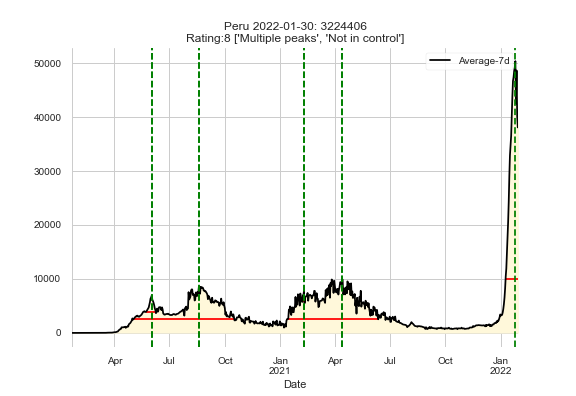 Peru 2022-01-30: 3224406
Rating:8 ['Multiple peaks', 'Not in control']
Average-7d
50000
40000
30000
20000
10000
0
Apr
Jul
Oct
Jan
2021
Apr
Jul
Oct
Jan
2022
Date